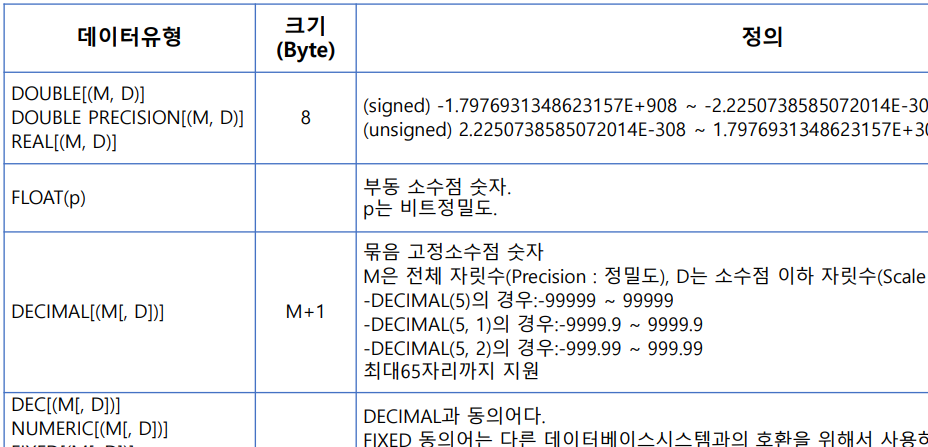 데이터유형
크기
(Byte)
정의
DOUBLE[(M, D)]
DOUBLE PRECISION[(M, D)]
REAL[(M, D)]
8
(signed) -1.7976931348623157E+908 ~ -2.2250738585072014E-30
(unsigned) 2.2250738585072014E-308 ~ 1.7976931348623157E+30
FLOAT(p)
부동 소수점 숫자.
p는 비트정밀도.
DECIMAL[(M[, D])]
M+1
묶음 고정소수점 숫자
M은 전체 자릿수(Precision : 정밀도), D는 소수점 이하 자릿수(Scale
-DECIMAL(5)의 경우:-99999 ~ 99999
-DECIMAL(5, 1)의 경우:-9999.9 ~ 9999.9
-DECIMAL(5, 2)의 경우:-999.99 ~ 999.99
최대65자리까지 지원
DEC[(M[, D])]
NUMERIC[(M[, D])]
FIXED[(M[, D])]
DECIMAL과 동의어다.
FIXED 동의어는 다른 데이터베이스시스템과의 호환을 위해서 사용하